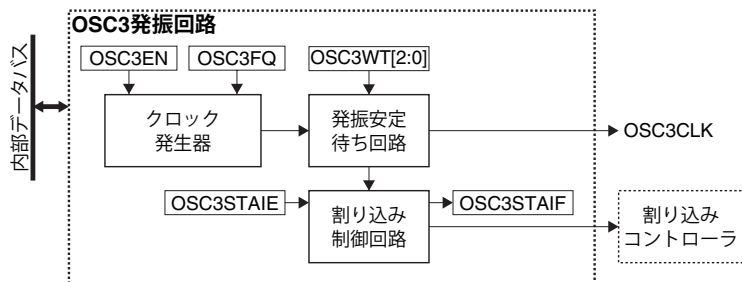 OSC3発振回路
OSC3EN
OSC3FQ
OSC3WT[2:0]
内部データバス
クロック
発生器
発振安定
待ち回路
OSC3CLK
OSC3STAIE
割り込み
制御回路
OSC3STAIF
割り込み
コントローラ